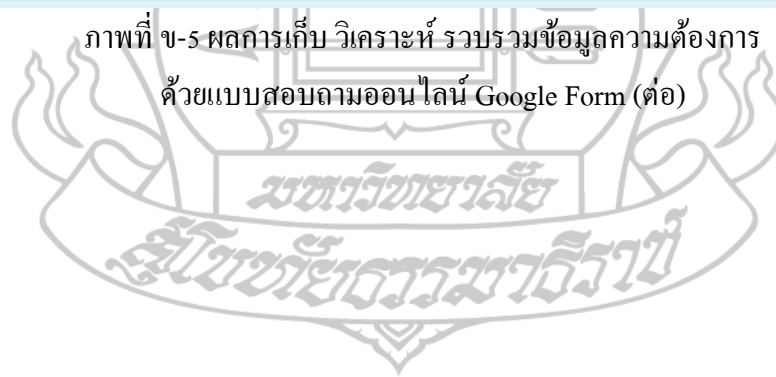 ภาพที่ ข-5 ผลการเก็บ วิเคราะห์ รวบรวมข้อมูลความต้องการ
ด้วยแบบสอบถามออนไลน์ Google Form (ต่อ)
มหาวิทยาลัย
สุโขทัยธรรมาธิราช